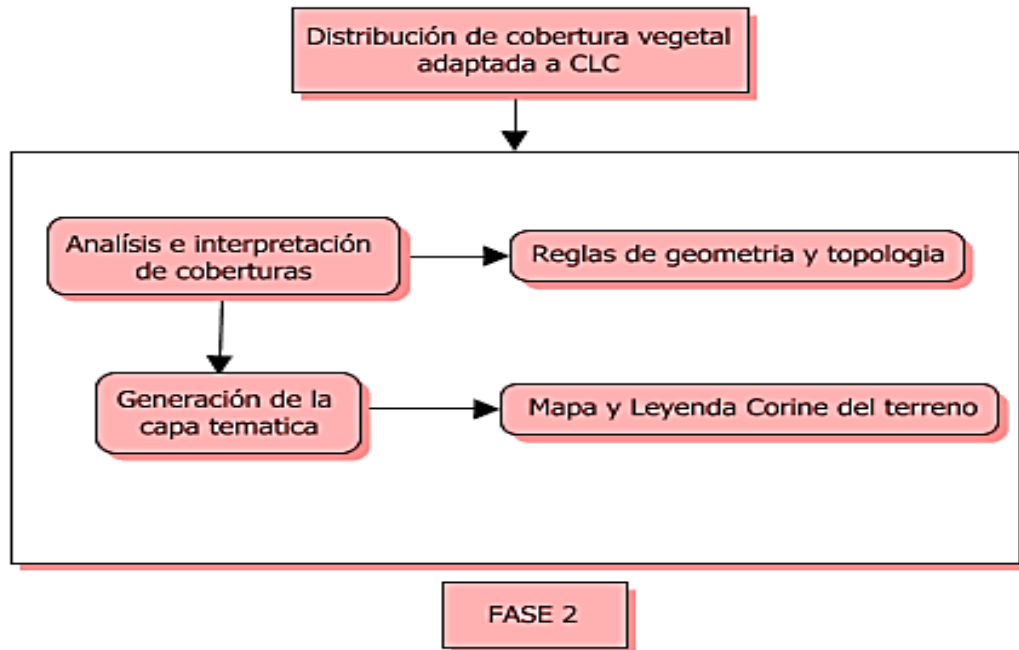 Distribución de cobertura vegetal
adaptada a CLC
Analísis e interpretación
de coberturas
Reglas de geometria y topologia
Generación de la
capa tematica
Mapa y Leyenda Corine del terreno
FASE 2